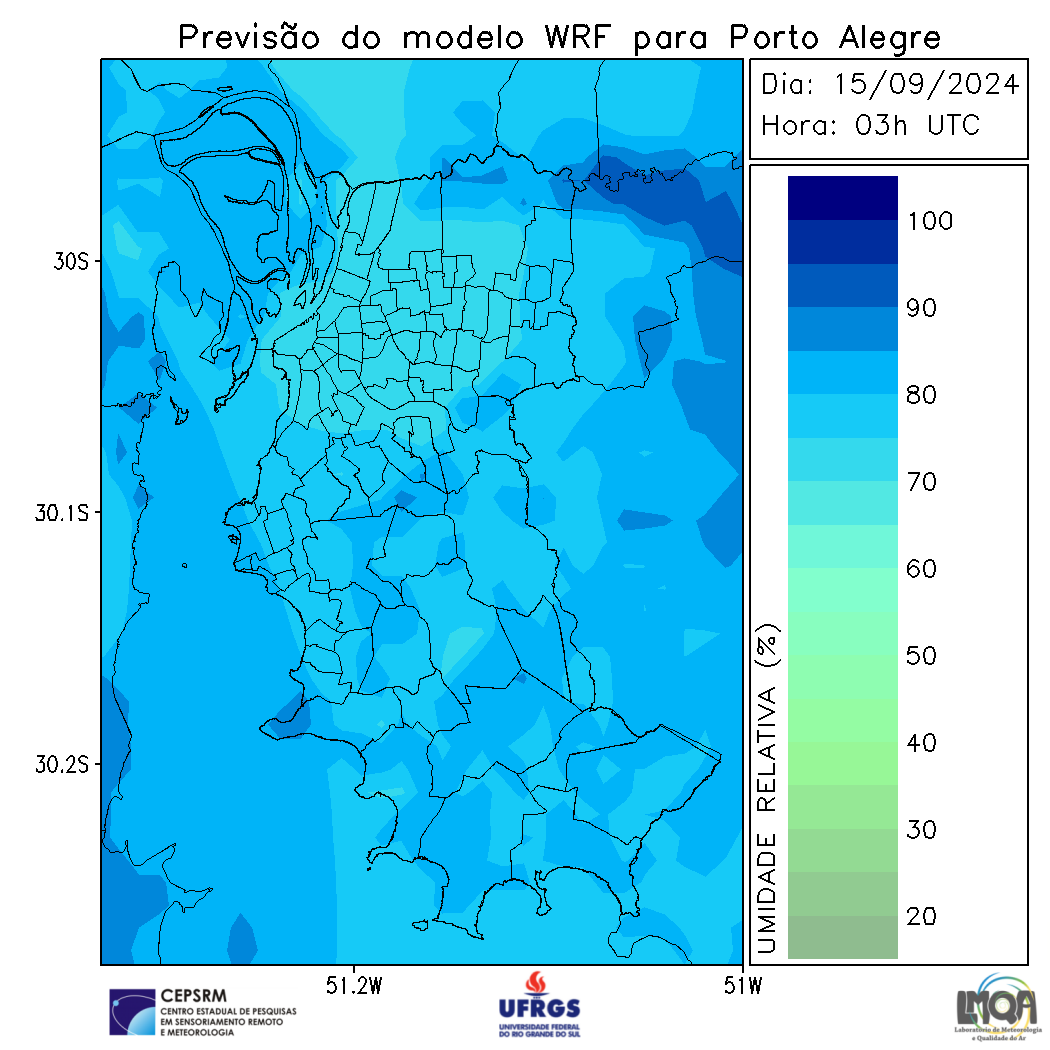 Previsão do modelo WRF para Porto Alegre
Dia: 15/09/2024
Hora: 03h UTC
30S
30.1S
30.2S
51.2W
51W
UMIDADE RELATIVA (%)
100
90
80
70
60
50
40
30
20
CEPSRM
CENTRO ESTADUAL DE PESQUISAS
EM SENSORIAMENTO REMOTO
E METEOROLOGIA
UFRGS
UNIVERSIDADE FEDERAL
DO RIO GRANDE DO SUL
LMQA
Laboratório de Meteorologia
e Qualidade do Ar